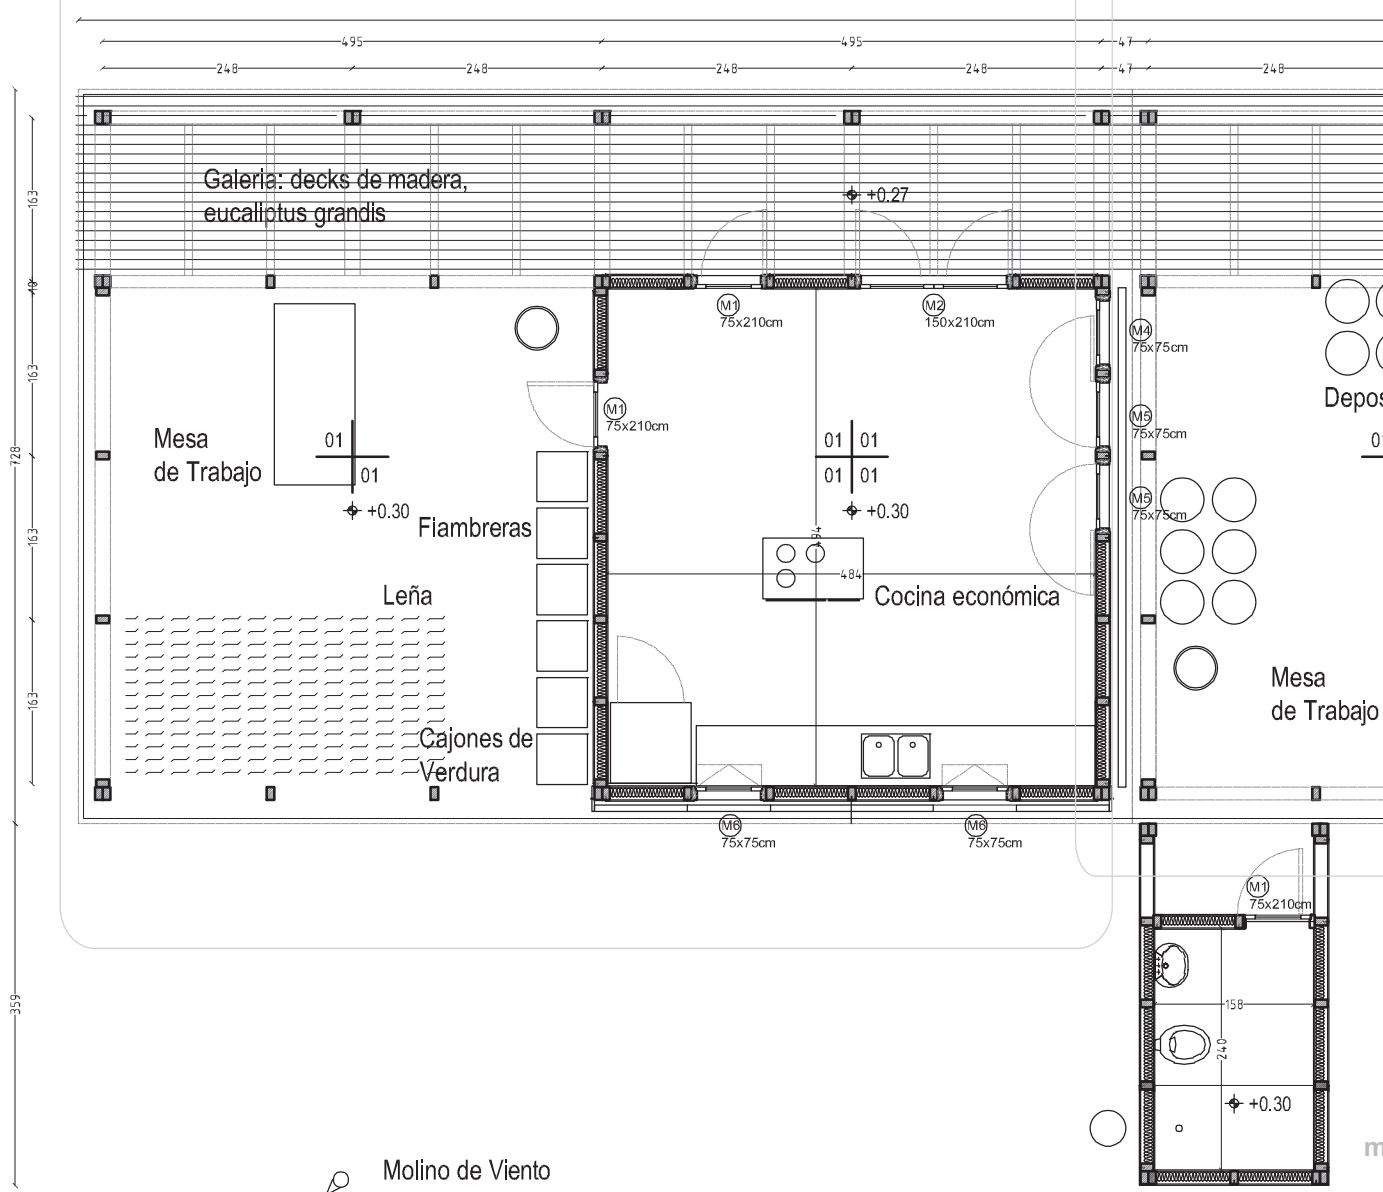 495
495
47
248
248
248
248
47
248
Galeria: decks de madera,
eucaliptus grandis
+0.27
163
M1
75x210cm
M2
150x210cm
M4
75x75cm
163
M1
75x210cm
M5
75x75cm
Mesa
de Trabajo
01
01
01 01
01 01
728
+0.30
+0.30
M5
75x75cm
Fiambreras
163
494
484
Leña
Cocina económica
163
Mesa
de Trabajo
Cajones de
Verdura
M6
75x75cm
M6
75x75cm
M1
75x210cm
359
158
240
+0.30
Molino de Viento